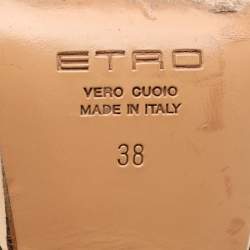 ETRO
VERO CUOIO
MADE IN ITALY
38